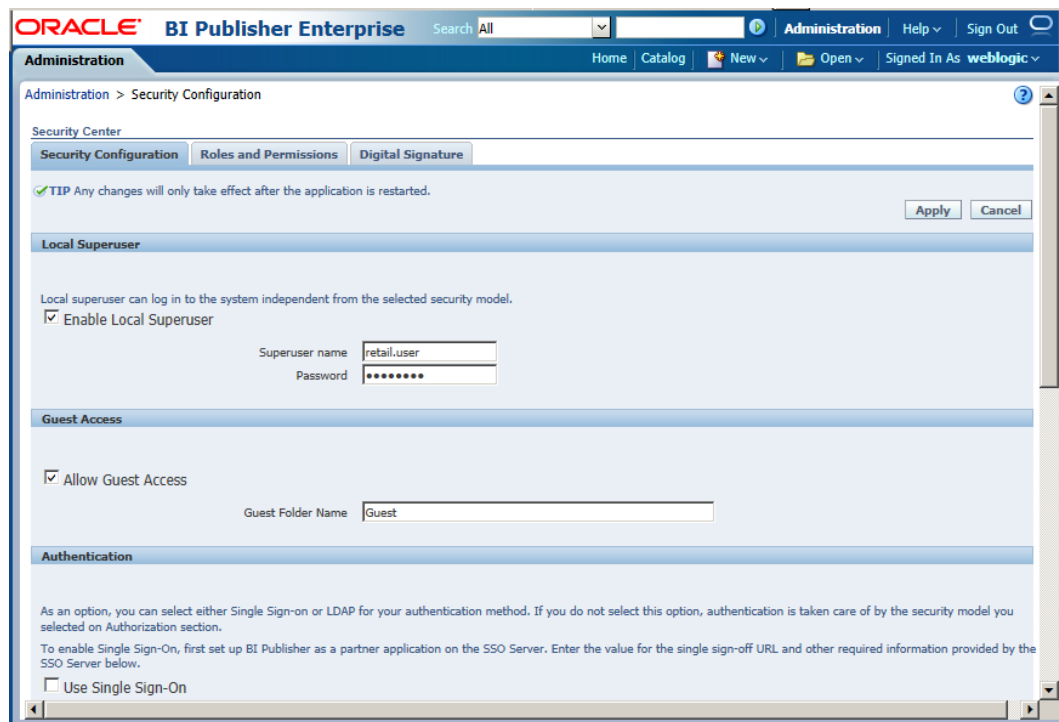 ORACLE BI Publisher Enterprise Search All Administration Help Sign Out
Administration Home Catalog New Open Signed In As weblogic
Administration > Security Configuration
Security Center
Security Configuration Roles and Permissions Digital Signature
TIP Any changes will only take effect after the application is restarted.
Apply Cancel
Local Superuser
Local superuser can log in to the system independent from the selected security model.
Enable Local Superuser
Superuser name retail.user
Password ••••••••
Guest Access
Allow Guest Access
Guest Folder Name Guest
Authentication
As an option, you can select either Single Sign-on or LDAP for your authentication method. If you do not select this option, authentication is taken care of by the security model you
selected on Authorization section.
To enable Single Sign-On, first set up BI Publisher as a partner application on the SSO Server. Enter the value for the single sign-off URL and other required information provided by the
SSO Server below.
Use Single Sign-On